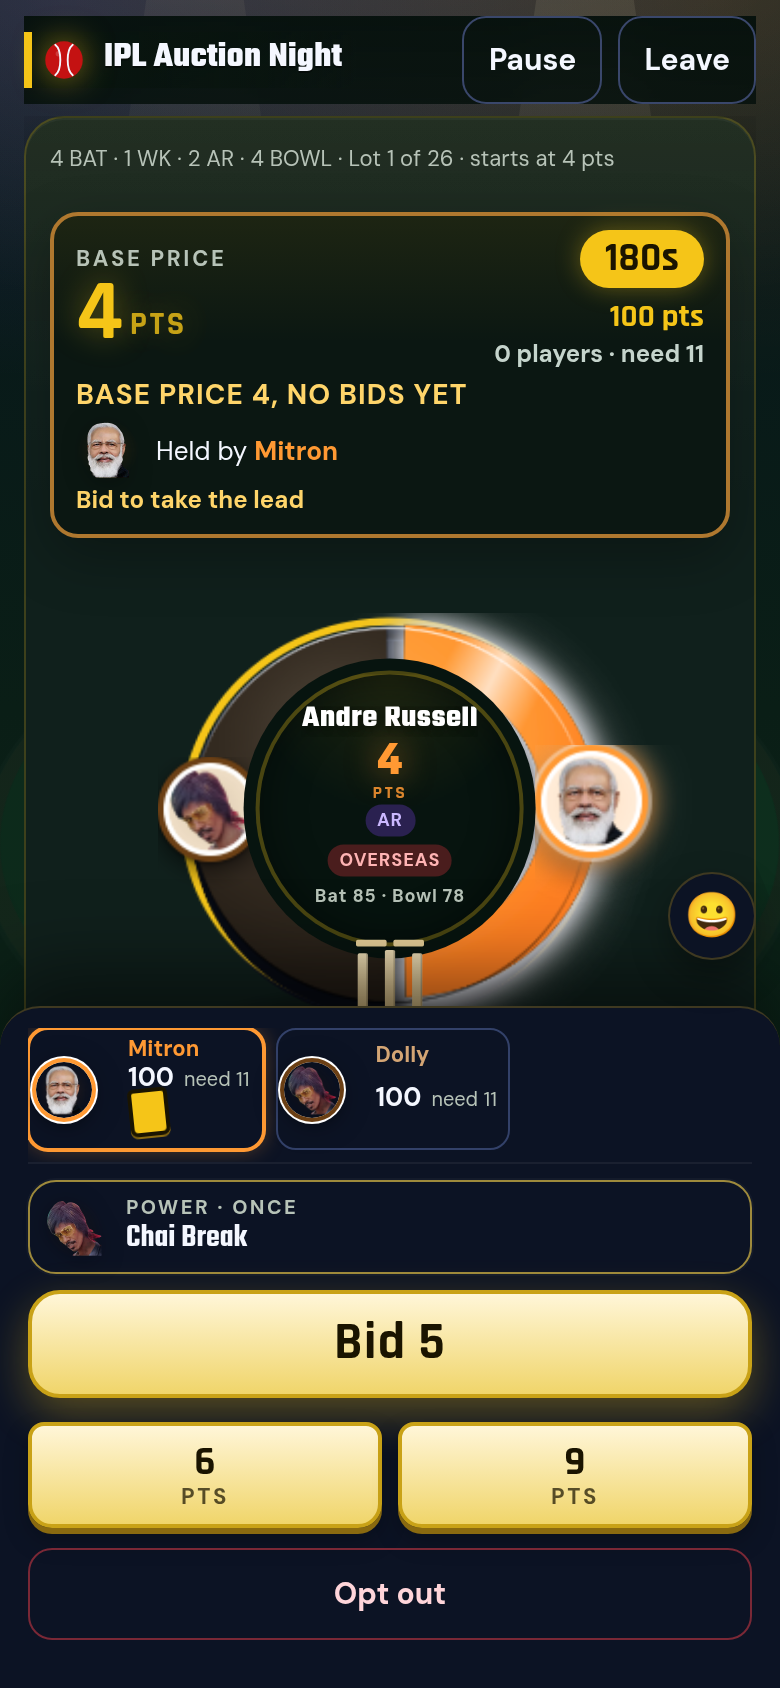 IPL Auction Night
Pause
Leave
4 BAT · 1 WK · 2 AR · 4 BOWL · Lot 1 of 26 · starts at 4 pts
BASE PRICE
180s
4 PTS
100 pts
0 players · need 11
BASE PRICE 4, NO BIDS YET
Held by Mitron
Bid to take the lead
Andre Russell
4
PTS
AR
OVERSEAS
Bat 85 · Bowl 78
Mitron
100 need 11
Dolly
100 need 11
POWER · ONCE
Chai Break
Bid 5
6
PTS
9
PTS
Opt out